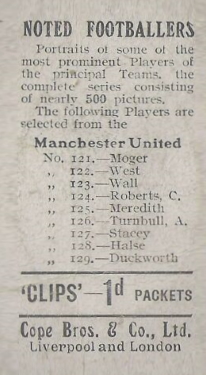 NOTED FOOTBALLERS
Portraits of some of the
most prominent Players of
the principal Teams, the
complete series consisting
of nearly 500 pictures.
The following Players are
selected from the
Manchester United
No. 121.—Moger
,, 122.—West
,, 123.—Wall
,, 124.—Roberts, C.
,, 125.—Meredith
,, 126.—Turnbull, A.
,, 127.—Stacey
,, 128.—Halse
,, 129.—Duckworth
'CLIPS'—1d PACKETS
Cope Bros. & Co., Ltd.
Liverpool and London